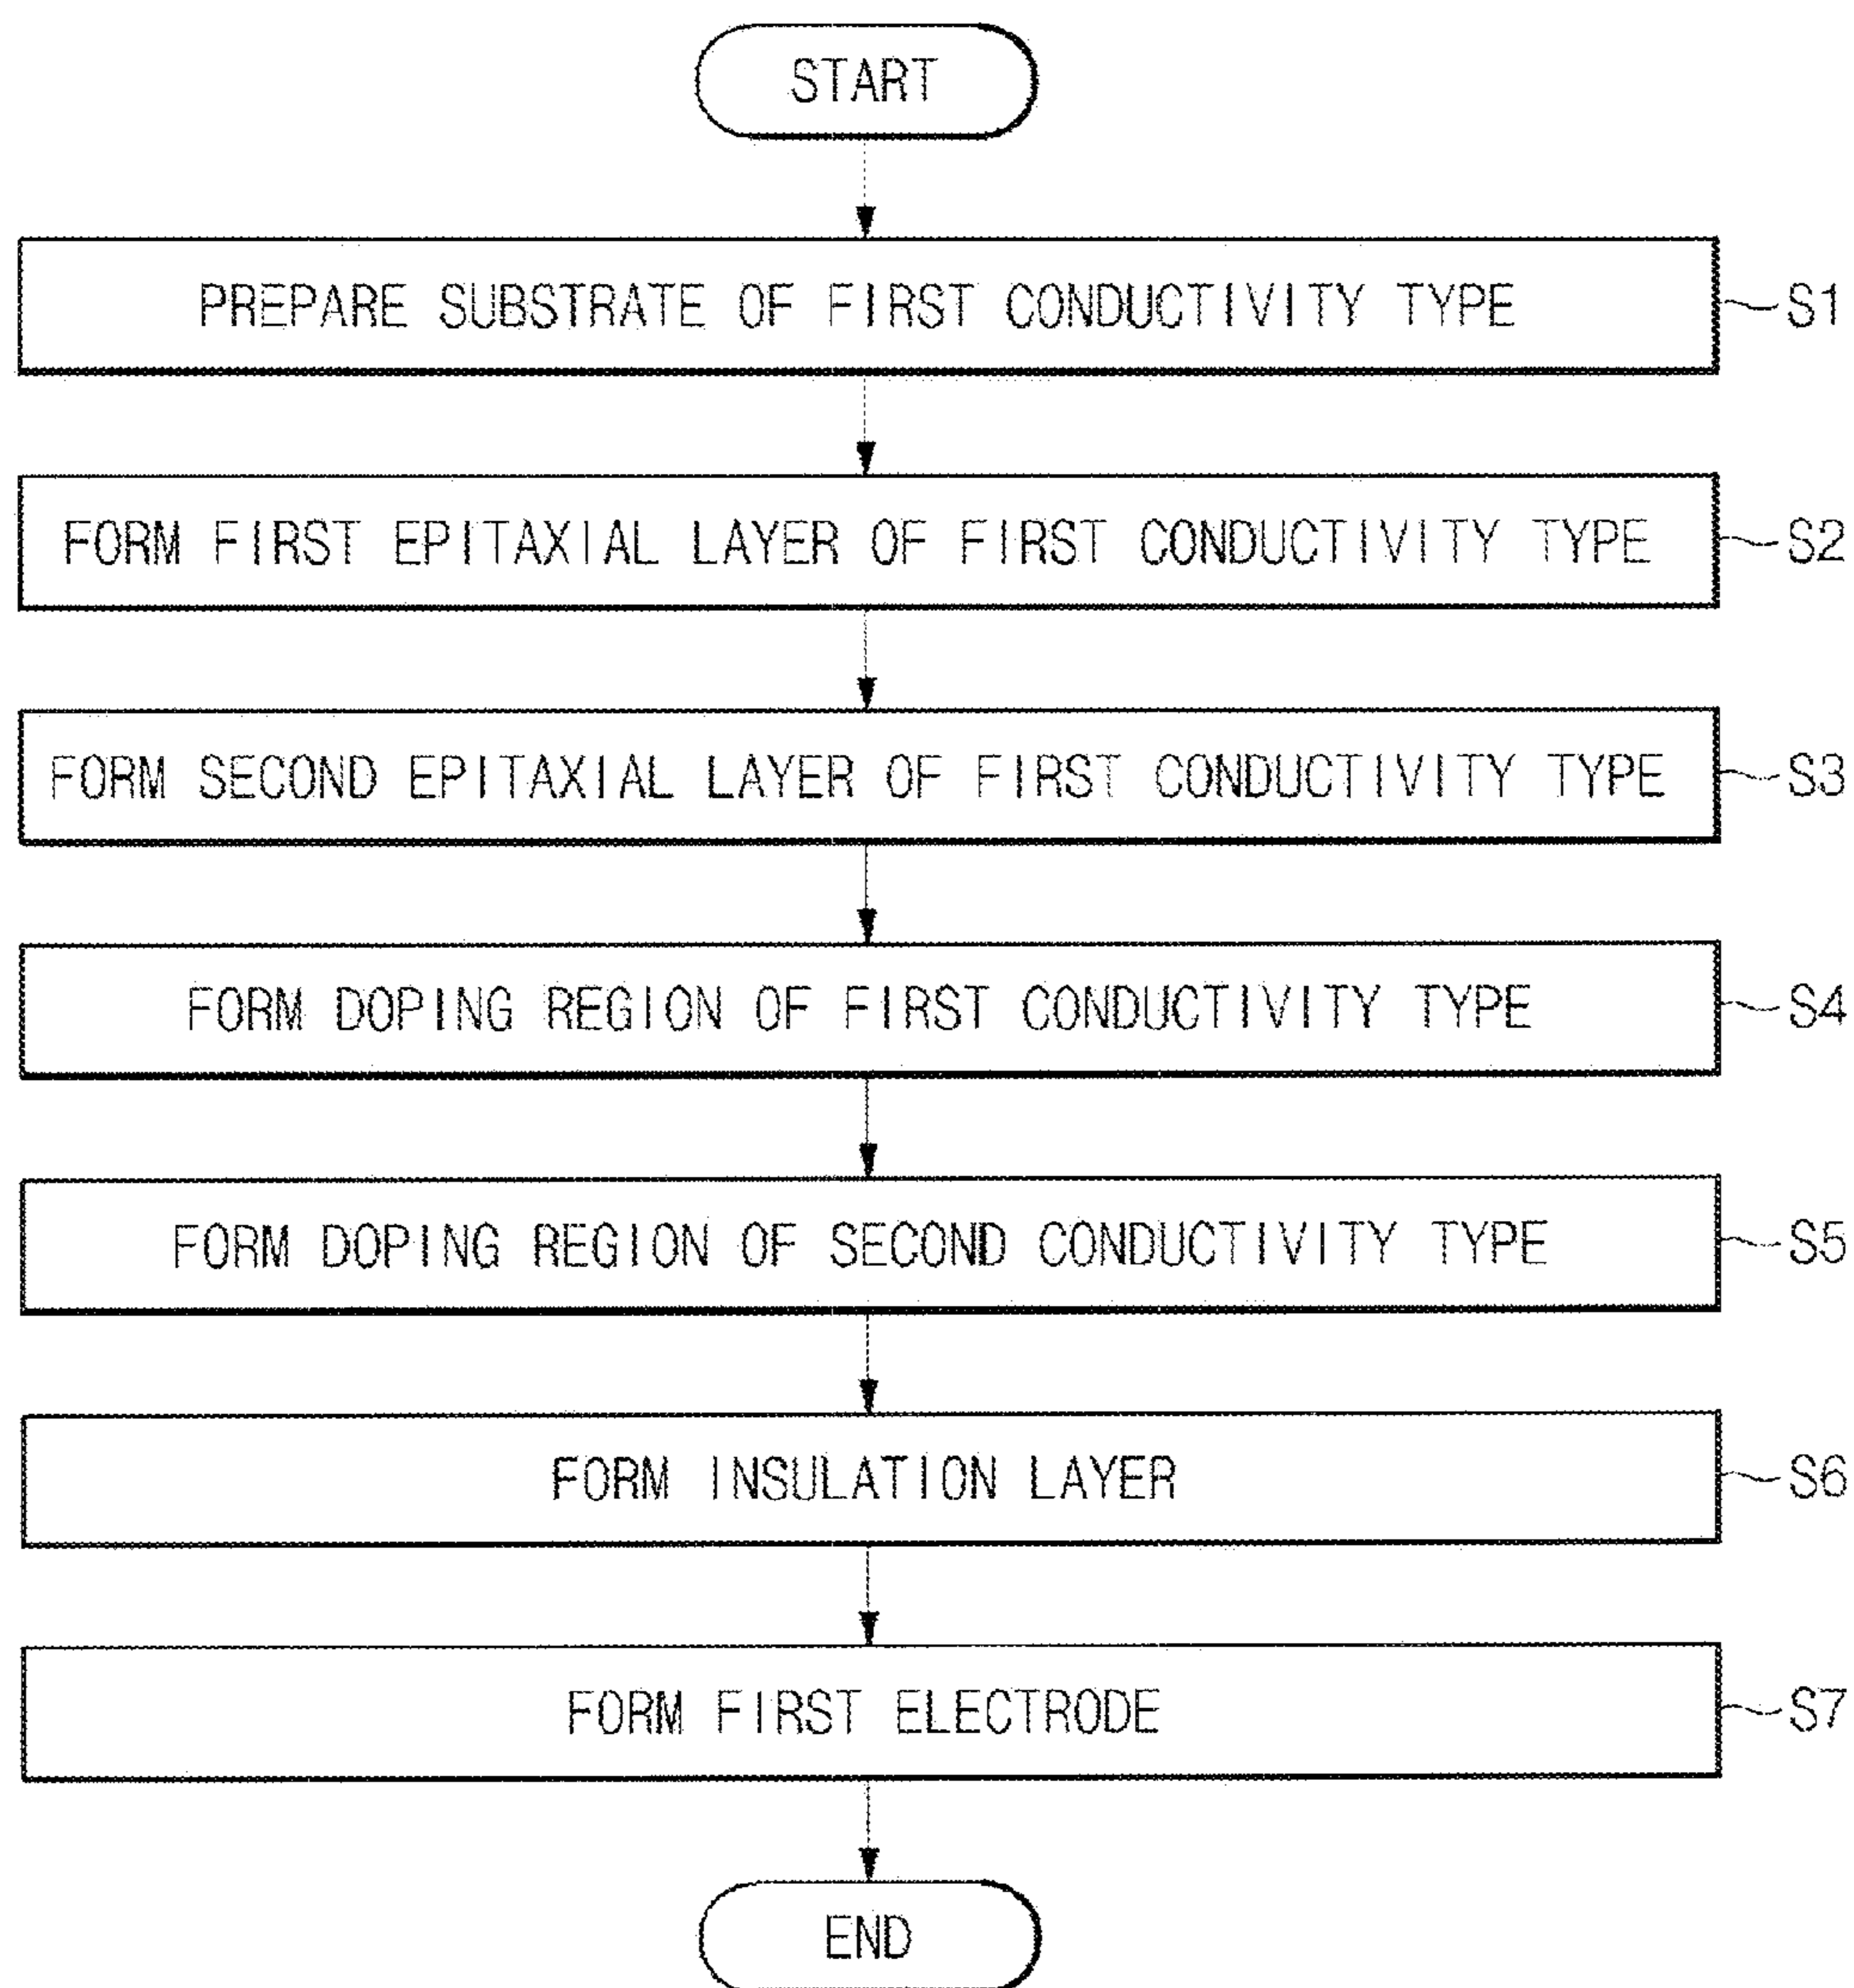 START
PREPARE SUBSTRATE OF FIRST CONDUCTIVITY TYPE S1
FORM FIRST EPITAXIAL LAYER OF FIRST CONDUCTIVITY TYPE S2
FORM SECOND EPITAXIAL LAYER OF FIRST CONDUCTIVITY TYPE S3
FORM DOPING REGION OF FIRST CONDUCTIVITY TYPE S4
FORM DOPING REGION OF SECOND CONDUCTIVITY TYPE S5
FORM INSULATION LAYER S6
FORM FIRST ELECTRODE S7
END